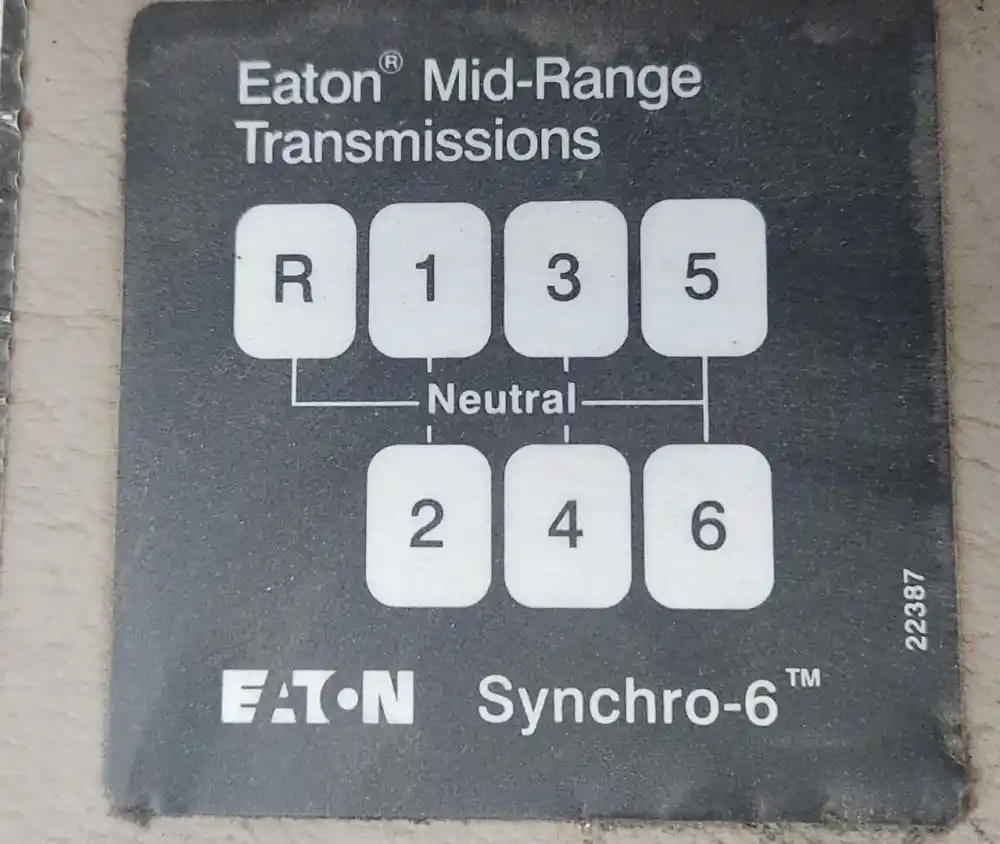 Eaton® Mid-Range
Transmissions
R 1 3 5
Neutral
2 4 6
22387
EATON Synchro-6™